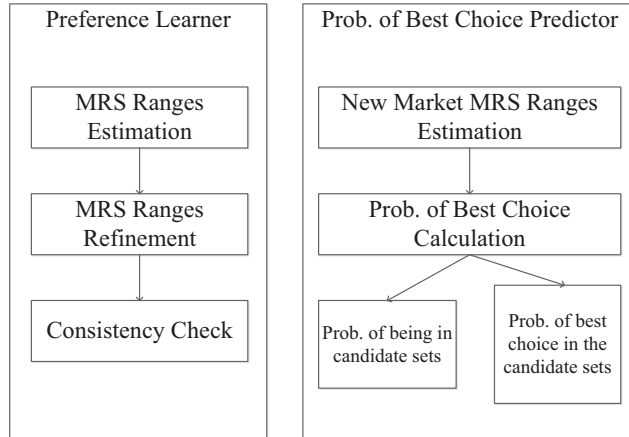 Preference Learner
MRS Ranges
Estimation
MRS Ranges
Refinement
Consistency Check
Prob. of Best Choice Predictor
New Market MRS Ranges
Estimation
Prob. of Best Choice
Calculation
Prob. of being in
candidate sets
Prob. of best
choice in the
candidate sets